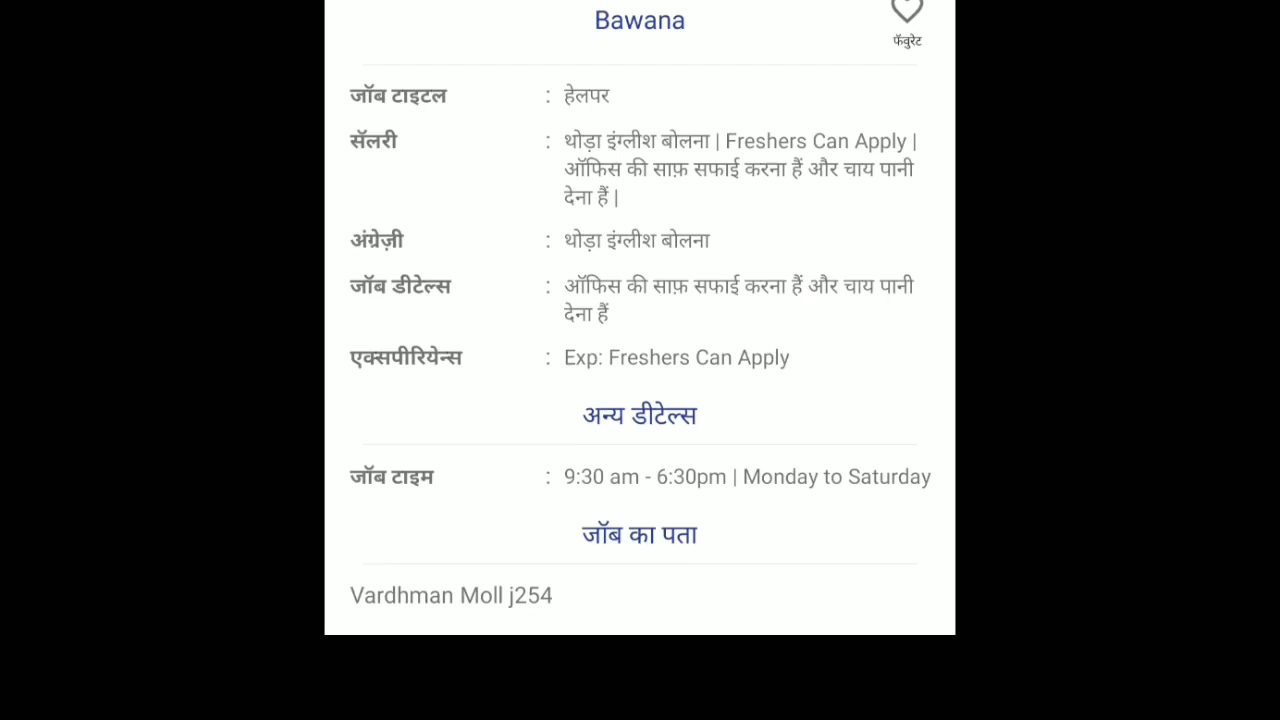 Bawana
फॅवुरेट
जॉब टाइटल : हेलपर
सॅलरी : थोड़ा इंग्लीश बोलना | Freshers Can Apply |
ऑफिस की साफ़ सफाई करना हैं और चाय पानी
देना हैं |
अंग्रेज़ी : थोड़ा इंग्लीश बोलना
जॉब डीटेल्स : ऑफिस की साफ़ सफाई करना हैं और चाय पानी
देना हैं
एक्सपीरियेन्स : Exp: Freshers Can Apply
अन्य डीटेल्स
जॉब टाइम : 9:30 am - 6:30pm | Monday to Saturday
जॉब का पता
Vardhman Moll j254